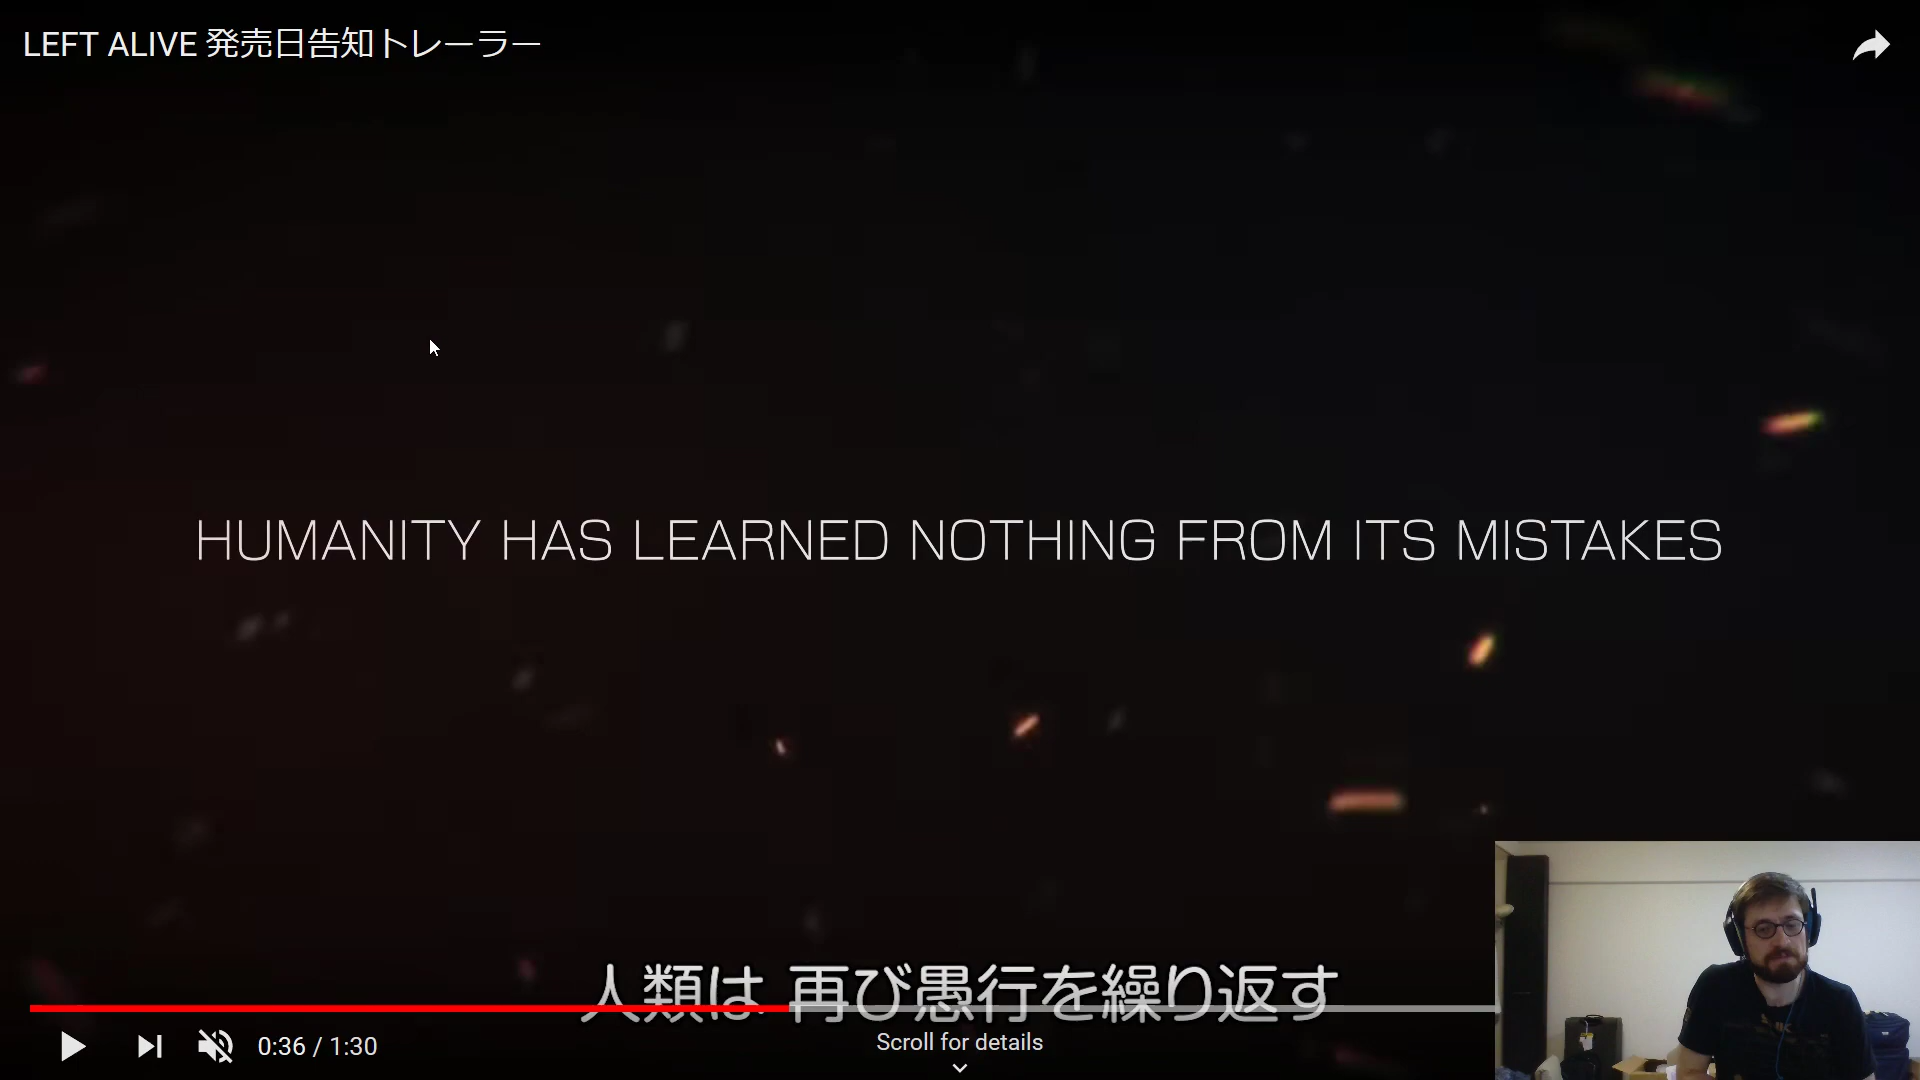 LEFT ALIVE 発売日告知トレーラー
HUMANITY HAS LEARNED NOTHING FROM ITS MISTAKES
人類は 再び愚行を繰り返す
0:36 / 1:30
Scroll for details